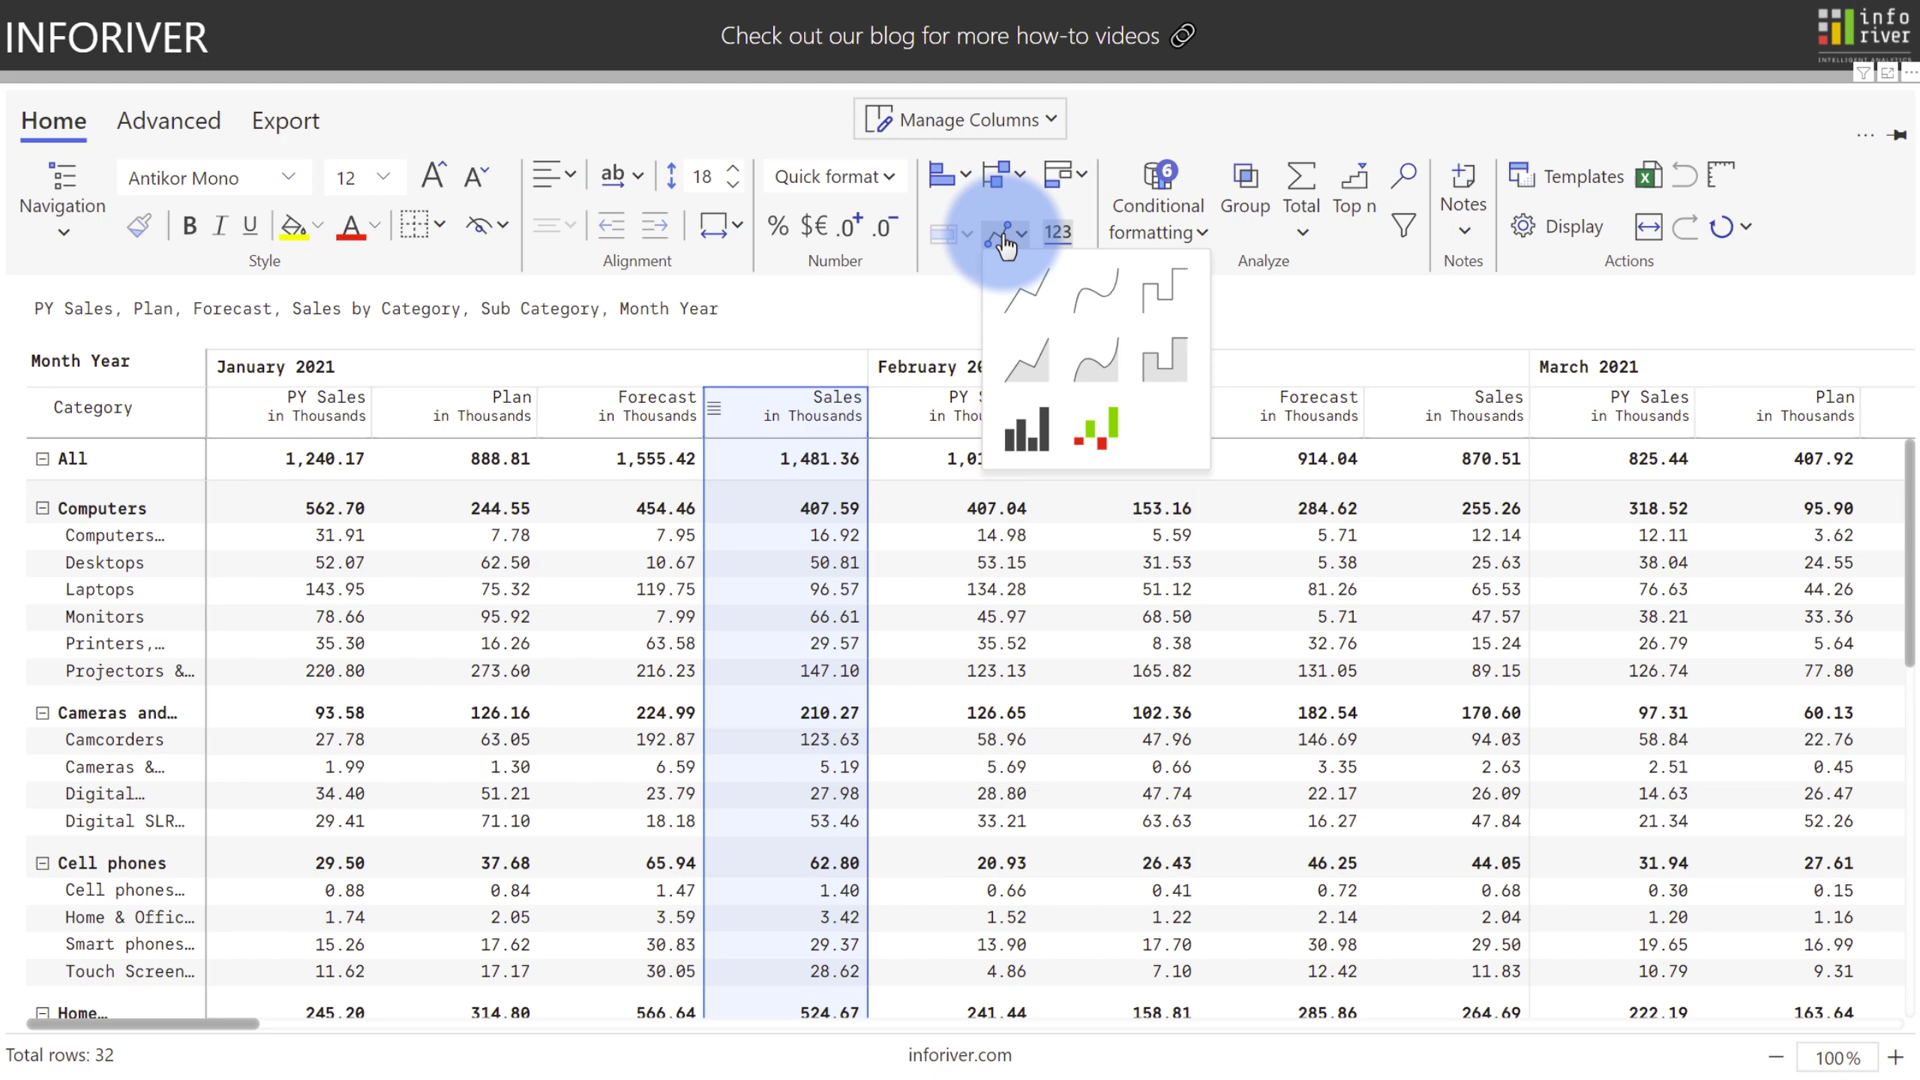 INFORIVER
Check out our blog for more how-to videos
info
river
INTELLIGENT ANALYTICS
Home Advanced Export
Manage Columns
Navigation
Antikor Mono 12
B I U
Style
ab 18
Alignment
Quick format
% $€ .0+ .0-
Number
123
6
Conditional
formatting
Group
Total
Top n
Analyze
Notes
Notes
Templates
Display
Actions
PY Sales, Plan, Forecast, Sales by Category, Sub Category, Month Year
Month Year January 2021 February 20 March 2021
Category PY Sales Plan Forecast Sales PY S Forecast Sales PY Sales Plan
in Thousands in Thousands in Thousands in Thousands in Thou in Thousands in Thousands in Thousands in Thousands
All 1,240.17 888.81 1,555.42 1,481.36 1,01 914.04 870.51 825.44 407.92
Computers 562.70 244.55 454.46 407.59 407.04 153.16 284.62 255.26 318.52 95.90
Computers… 31.91 7.78 7.95 16.92 14.98 5.59 5.71 12.14 12.11 3.62
Desktops 52.07 62.50 10.67 50.81 53.15 31.53 5.38 25.63 38.04 24.55
Laptops 143.95 75.32 119.75 96.57 134.28 51.12 81.26 65.53 76.63 44.26
Monitors 78.66 95.92 7.99 66.61 45.97 68.50 5.71 47.57 38.21 33.36
Printers,… 35.30 16.26 63.58 29.57 35.52 8.38 32.76 15.24 26.79 5.64
Projectors &… 220.80 273.60 216.23 147.10 123.13 165.82 131.05 89.15 126.74 77.80
Cameras and… 93.58 126.16 224.99 210.27 126.65 102.36 182.54 170.60 97.31 60.13
Camcorders 27.78 63.05 192.87 123.63 58.96 47.96 146.69 94.03 58.84 22.76
Cameras &… 1.99 1.30 6.59 5.19 5.69 0.66 3.35 2.63 2.51 0.45
Digital… 34.40 51.21 23.79 27.98 28.80 47.74 22.17 26.09 14.63 26.47
Digital SLR… 29.41 71.10 18.18 53.46 33.21 63.63 16.27 47.84 21.34 52.26
Cell phones 29.50 37.68 65.94 62.80 20.93 26.43 46.25 44.05 31.94 27.61
Cell phones… 0.88 0.84 1.47 1.40 0.66 0.41 0.72 0.68 0.30 0.15
Home & Offic… 1.74 2.05 3.59 3.42 1.52 1.22 2.14 2.04 1.20 1.16
Smart phones… 15.26 17.62 30.83 29.37 13.90 17.70 30.98 29.50 19.65 16.99
Touch Screen… 11.62 17.17 30.05 28.62 4.86 7.10 12.42 11.83 10.79 9.31
Home… 245.20 314.80 566.64 524.67 241.44 158.81 285.86 264.69 222.19 163.64
Total rows: 32
inforiver.com
100%